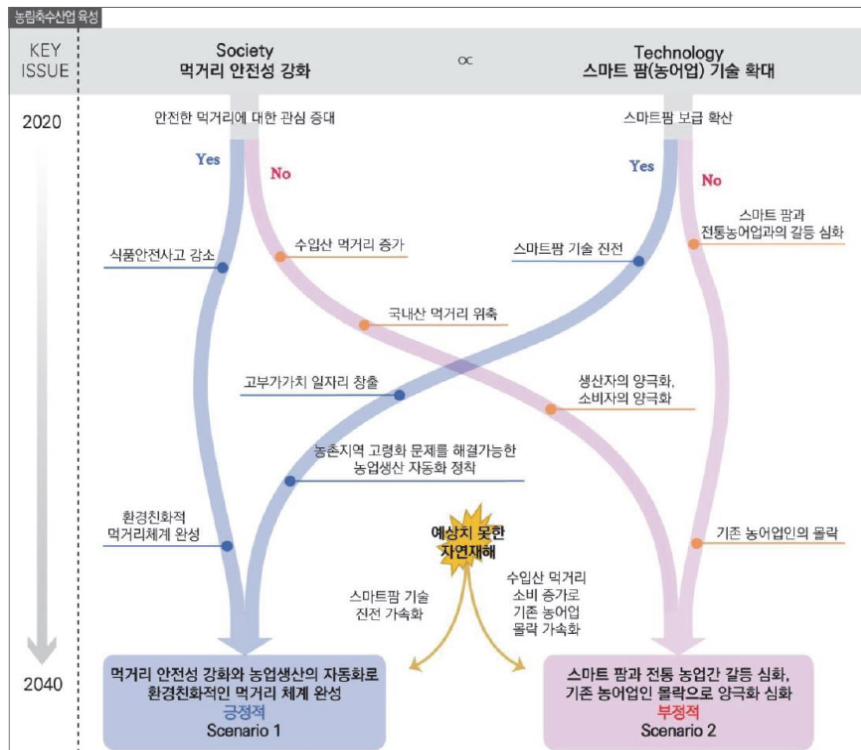 농림축수산업 육성
KEY
ISSUE
Society
먹거리 안전성 강화
∝
Technology
스마트 팜(농어업) 기술 확대
2020
안전한 먹거리에 대한 관심 증대
스마트팜 보급 확산
Yes
No
Yes
No
식품안전사고 감소
수입산 먹거리 증가
스마트팜 기술 진전
스마트 팜과
전통농어업과의 갈등 심화
국내산 먹거리 위축
고부가가치 일자리 창출
생산자의 양극화,
소비자의 양극화
농촌지역 고령화 문제를 해결가능한
농업생산 자동화 정착
환경친화적
먹거리체계 완성
예상치 못한
자연재해
기존 농어업인의 몰락
스마트팜 기술
진전 가속화
수입산 먹거리
소비 증가로
기존 농어업
몰락 가속화
2040
먹거리 안전성 강화와 농업생산의 자동화로
환경친화적인 먹거리 체계 완성
긍정적
Scenario 1
스마트 팜과 전통 농업간 갈등 심화,
기존 농어업인 몰락으로 양극화 심화
부정적
Scenario 2